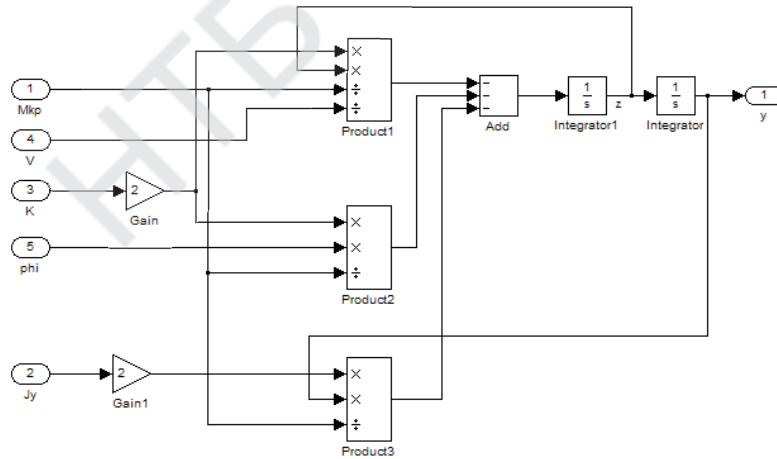 НТБ
1
Mkp
4
V
3
K
5
phi
2
Jy
2
Gain
2
Gain1
×
×
÷
÷
Product1
×
×
÷
Product2
×
×
÷
Product3
−
−
−
Add
1
s
Integrator1
z
1
s
Integrator
1
y